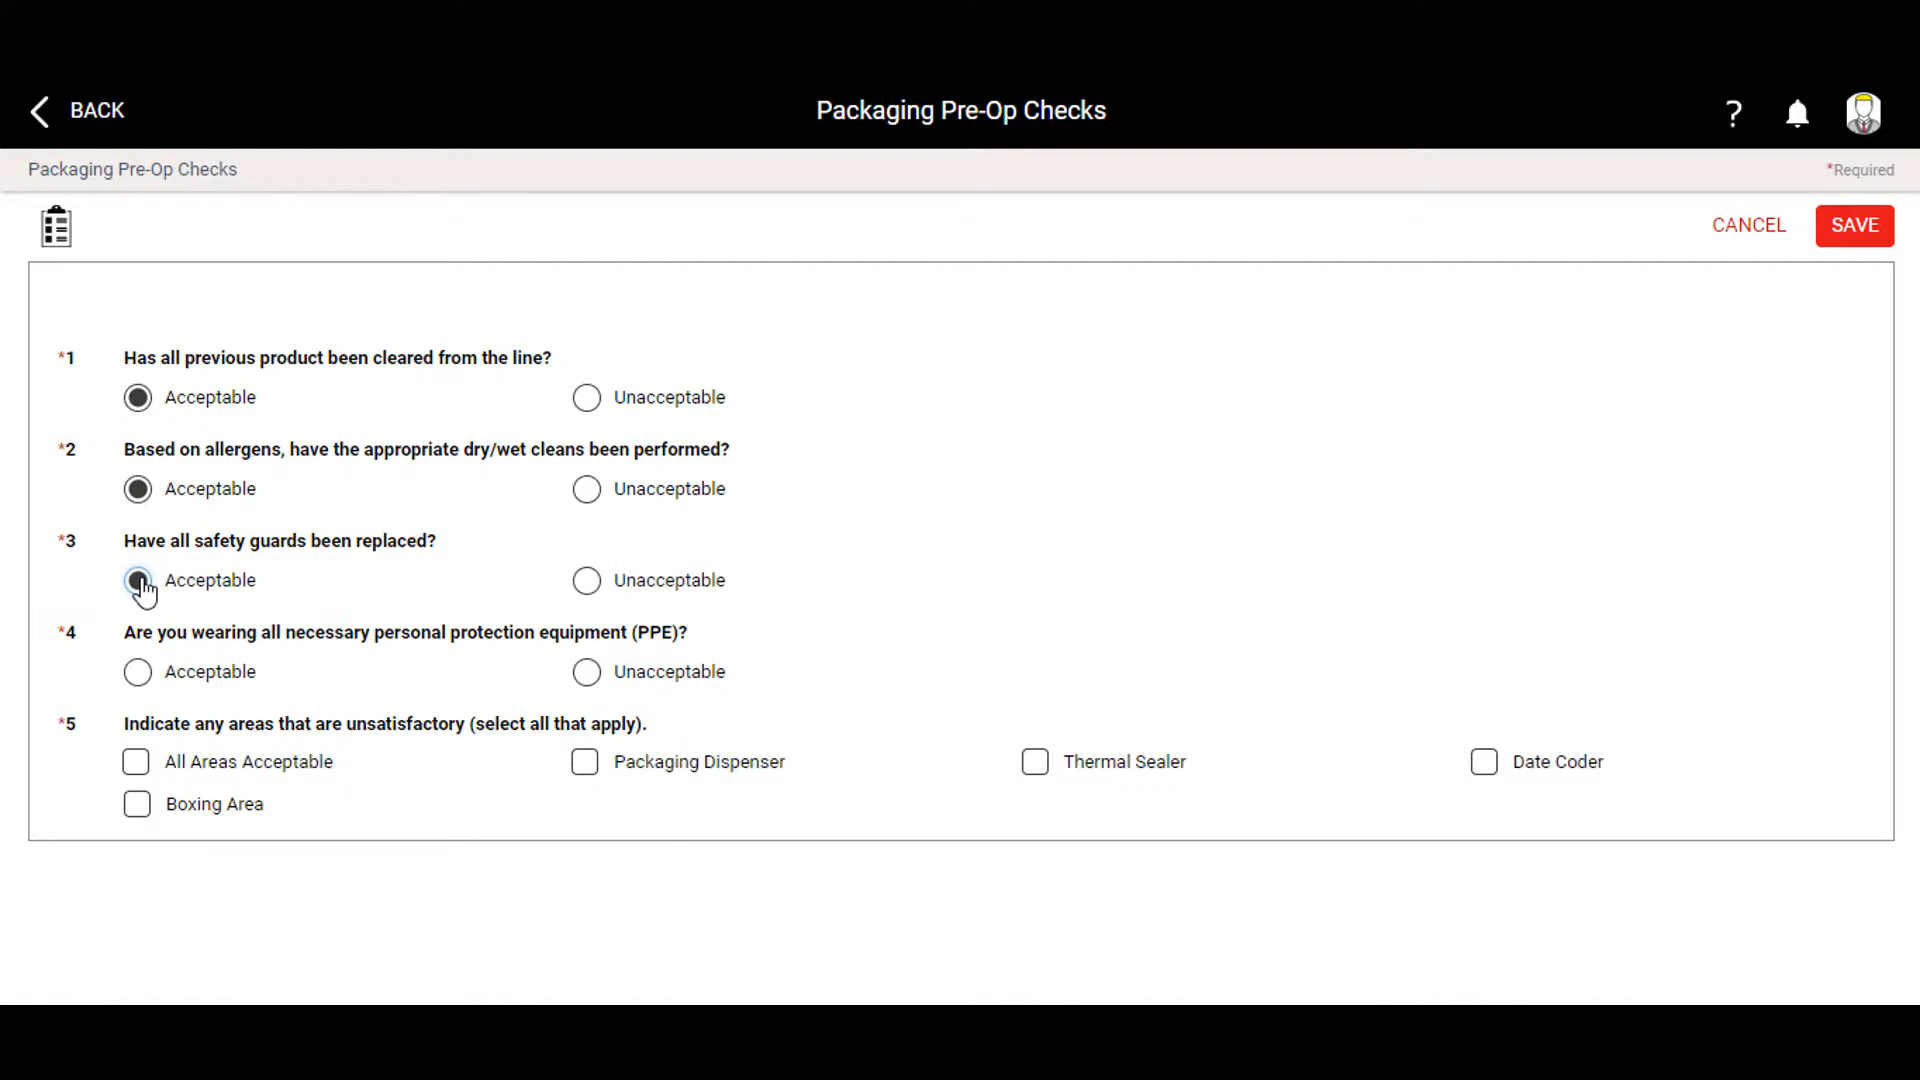 BACK
Packaging Pre-Op Checks
?
Packaging Pre-Op Checks
*Required
CANCEL
SAVE
*1 Has all previous product been cleared from the line?
Acceptable Unacceptable
*2 Based on allergens, have the appropriate dry/wet cleans been performed?
Acceptable Unacceptable
*3 Have all safety guards been replaced?
Acceptable Unacceptable
*4 Are you wearing all necessary personal protection equipment (PPE)?
Acceptable Unacceptable
*5 Indicate any areas that are unsatisfactory (select all that apply).
All Areas Acceptable Packaging Dispenser Thermal Sealer Date Coder
Boxing Area